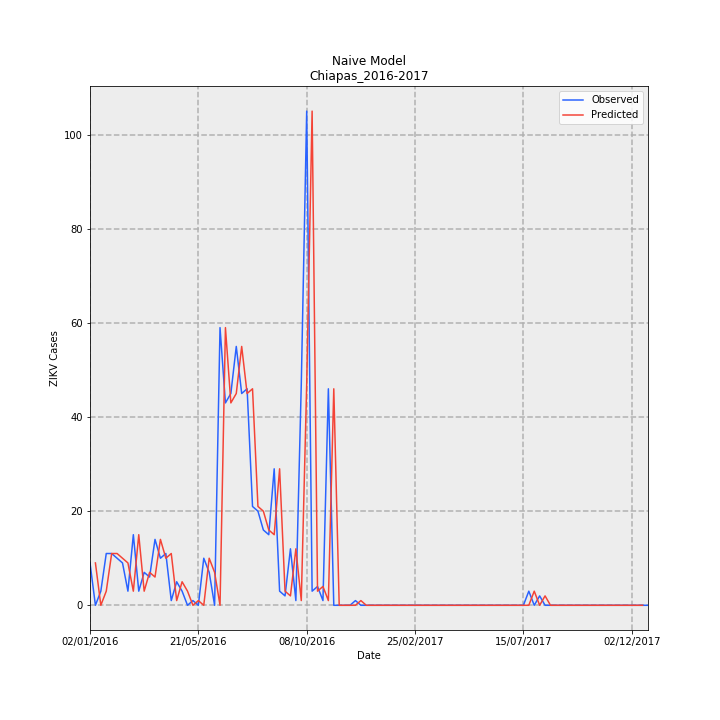 Naive Model
Chiapas_2016-2017
Observed
Predicted
100
80
60
40
20
0
ZIKV Cases
02/01/2016 21/05/2016 08/10/2016 25/02/2017 15/07/2017 02/12/2017
Date